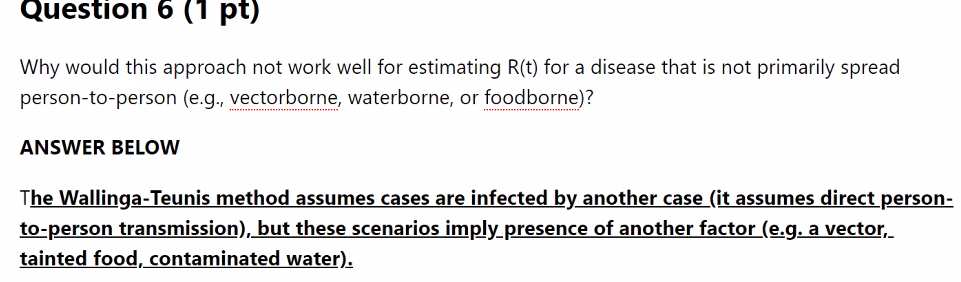 Question 6 (1 pt)
Why would this approach not work well for estimating R(t) for a disease that is not primarily spread
person-to-person (e.g., vectorborne, waterborne, or foodborne)?
ANSWER BELOW
The Wallinga-Teunis method assumes cases are infected by another case (it assumes direct person-
to-person transmission), but these scenarios imply presence of another factor (e.g. a vector,
tainted food, contaminated water).